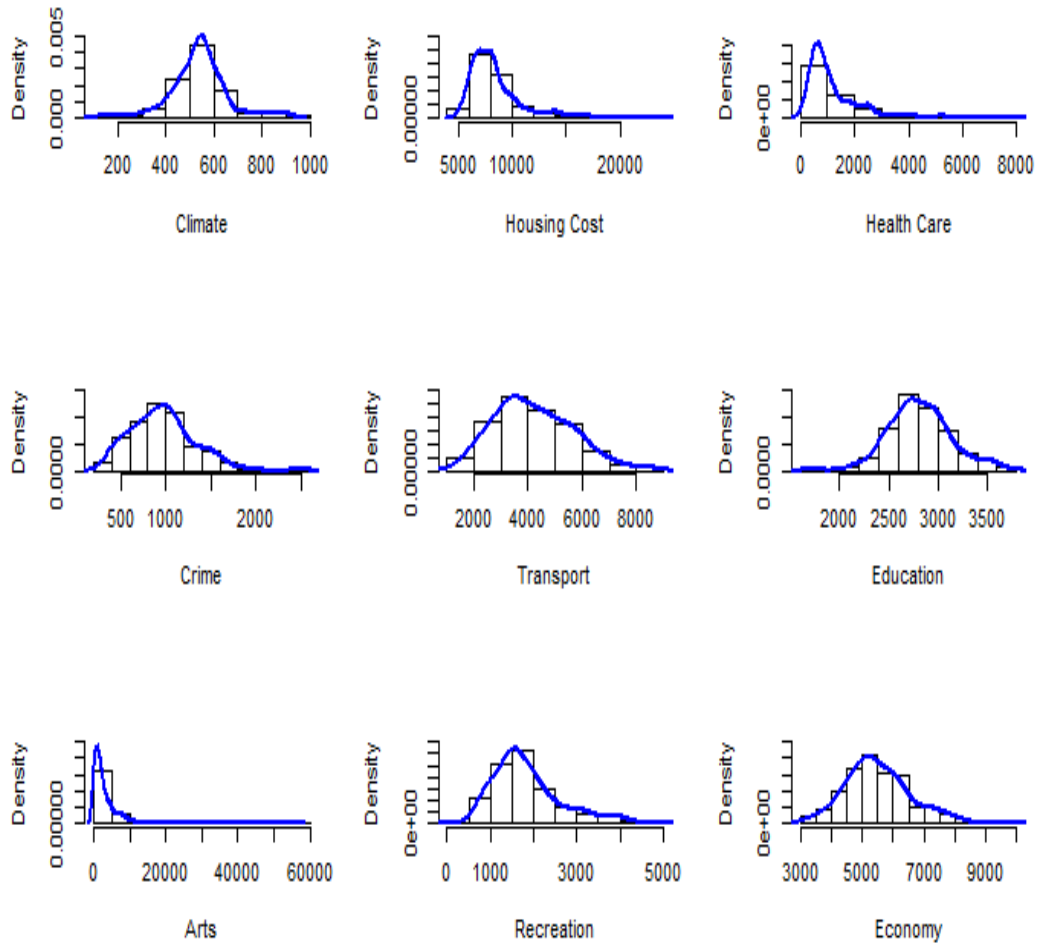 Density
0.00000 0.005
200 400 600 800 1000
Climate
Density
0.00000
5000 10000 20000
Housing Cost
Density
0e+00
0 2000 4000 6000 8000
Health Care
Density
0.00000
500 1000 2000
Crime
Density
0.00000
2000 4000 6000 8000
Transport
Density
0.00000
2000 2500 3000 3500
Education
Density
0.00000
0 20000 40000 60000
Arts
Density
0e+00
0 1000 3000 5000
Recreation
Density
0e+00
3000 5000 7000 9000
Economy